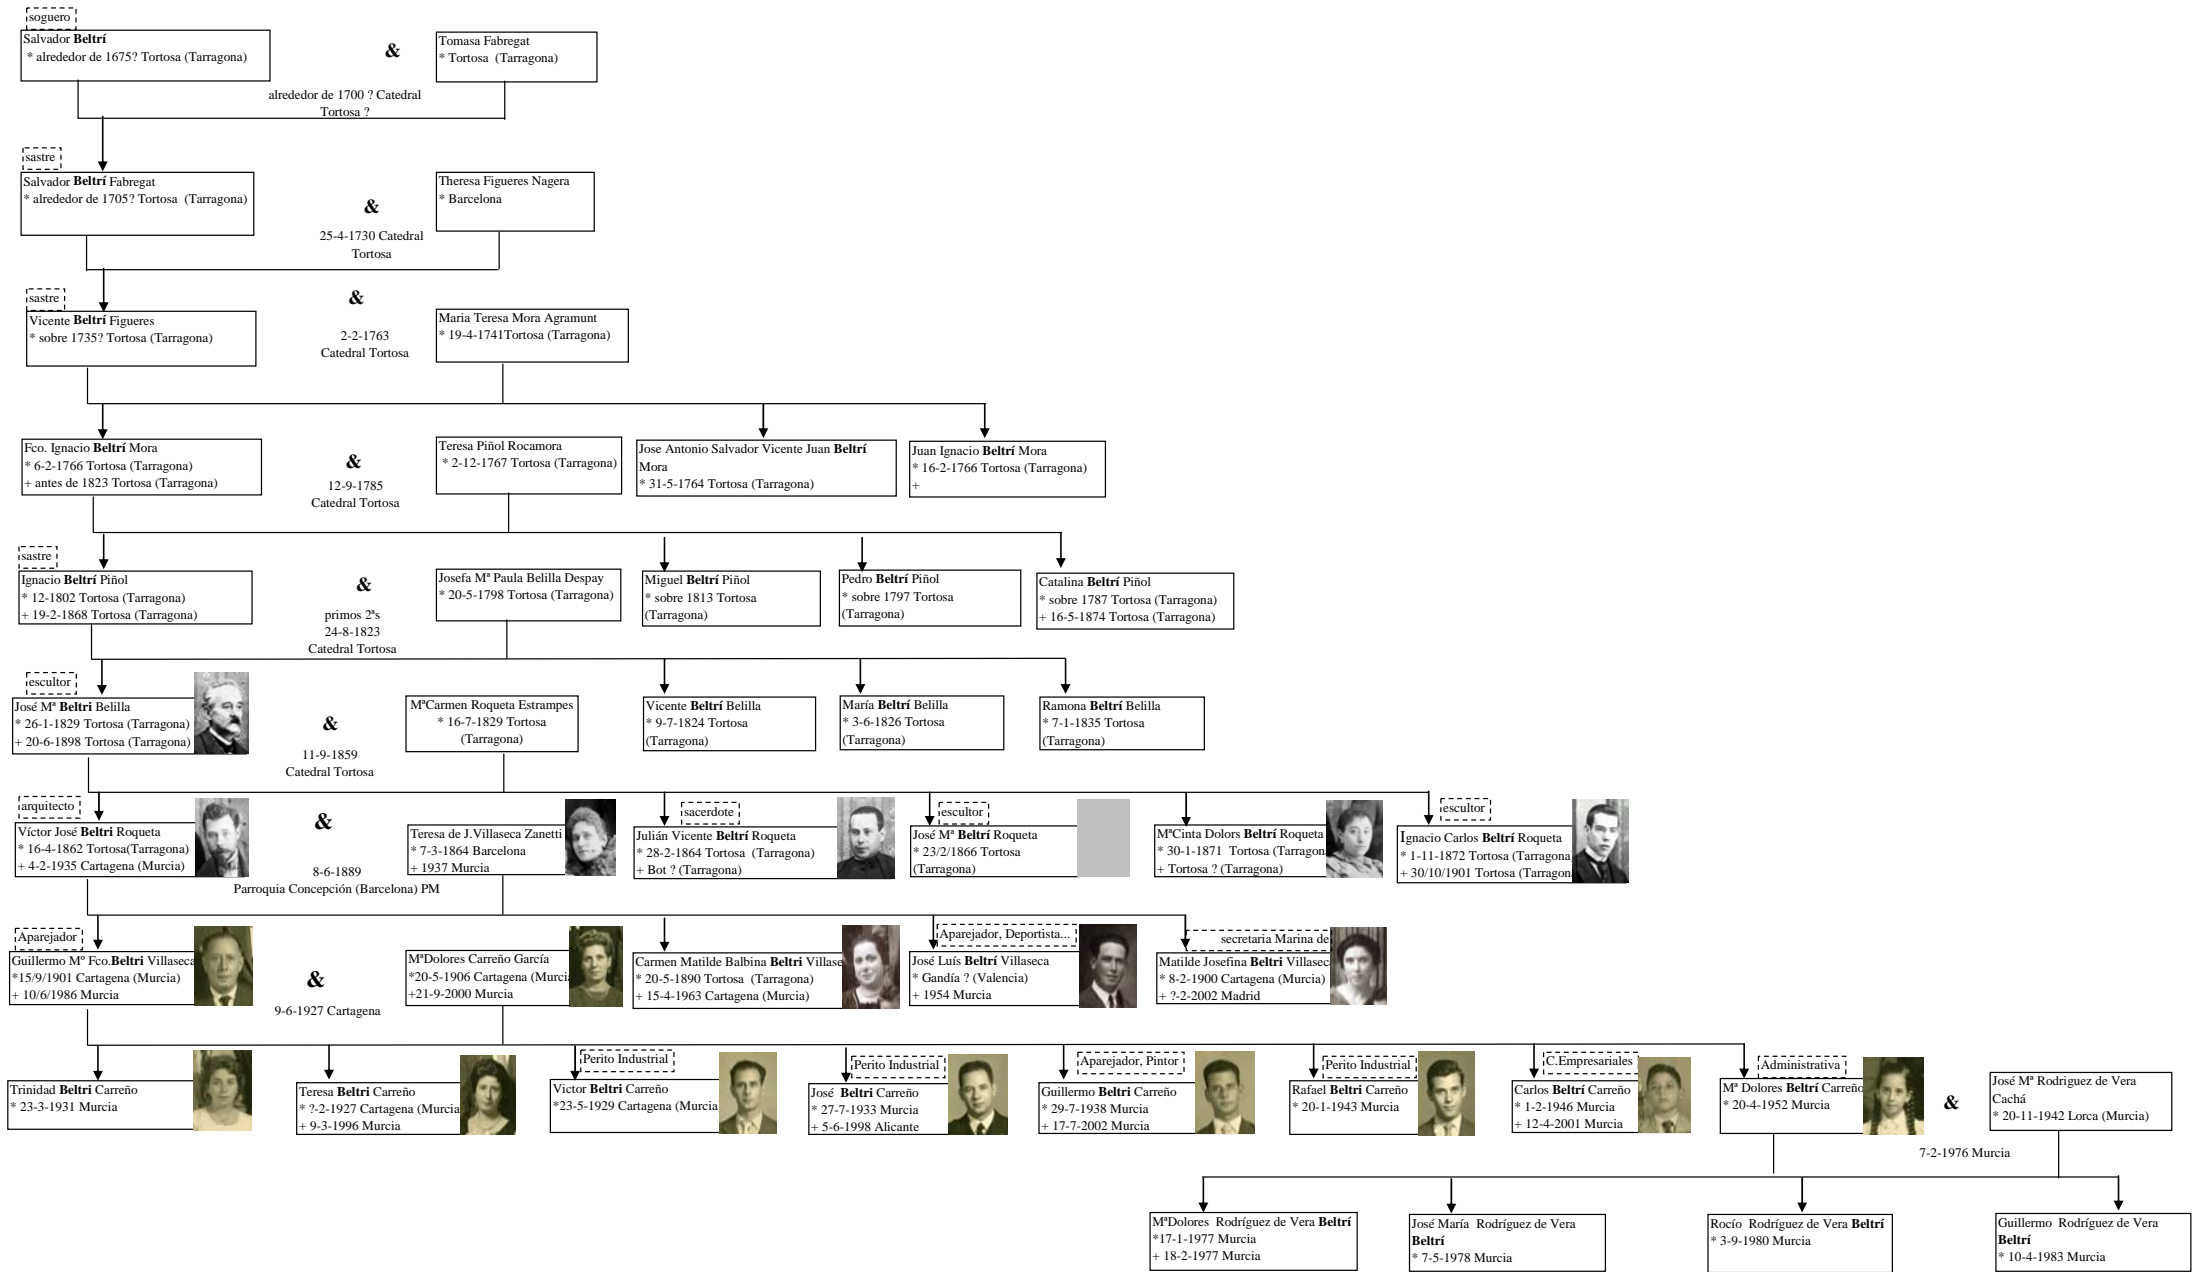 soguero
Salvador Beltrí
* alrededor de 1675? Tortosa (Tarragona)
&
Tomasa Fabregat
* Tortosa (Tarragona)
alrededor de 1700 ? Catedral
Tortosa ?
sastre
Salvador Beltrí Fabregat
* alrededor de 1705? Tortosa (Tarragona)
&
25-4-1730 Catedral
Tortosa
Theresa Figueres Nagera
* Barcelona
sastre
Vicente Beltrí Figueres
* sobre 1735? Tortosa (Tarragona)
&
2-2-1763
Catedral Tortosa
Maria Teresa Mora Agramunt
* 19-4-1741Tortosa (Tarragona)
Fco. Ignacio Beltrí Mora
* 6-2-1766 Tortosa (Tarragona)
+ antes de 1823 Tortosa (Tarragona)
&
12-9-1785
Catedral Tortosa
Teresa Piñol Rocamora
* 2-12-1767 Tortosa (Tarragona)
Jose Antonio Salvador Vicente Juan Beltrí
Mora
* 31-5-1764 Tortosa (Tarragona)
Juan Ignacio Beltrí Mora
* 16-2-1766 Tortosa (Tarragona)
+
sastre
Ignacio Beltrí Piñol
* 12-1802 Tortosa (Tarragona)
+ 19-2-1868 Tortosa (Tarragona)
&
primos 2ªs
24-8-1823
Catedral Tortosa
Josefa Mª Paula Belilla Despay
* 20-5-1798 Tortosa (Tarragona)
Miguel Beltrí Piñol
* sobre 1813 Tortosa
(Tarragona)
Pedro Beltrí Piñol
* sobre 1797 Tortosa
(Tarragona)
Catalina Beltrí Piñol
* sobre 1787 Tortosa (Tarragona)
+ 16-5-1874 Tortosa (Tarragona)
escultor
José Mª Beltri Belilla
* 26-1-1829 Tortosa (Tarragona)
+ 20-6-1898 Tortosa (Tarragona)
&
11-9-1859
Catedral Tortosa
MªCarmen Roqueta Estrampes
* 16-7-1829 Tortosa
(Tarragona)
Vicente Beltrí Belilla
* 9-7-1824 Tortosa
(Tarragona)
María Beltrí Belilla
* 3-6-1826 Tortosa
(Tarragona)
Ramona Beltrí Belilla
* 7-1-1835 Tortosa
(Tarragona)
arquitecto
Víctor José Beltri Roqueta
* 16-4-1862 Tortosa(Tarragona)
+ 4-2-1935 Cartagena (Murcia)
&
8-6-1889
Parroquia Concepción (Barcelona) PM
Teresa de J.Villaseca Zanetti
* 7-3-1864 Barcelona
+ 1937 Murcia
sacerdote
Julián Vicente Beltrí Roqueta
* 28-2-1864 Tortosa (Tarragona)
+ Bot ? (Tarragona)
escultor
José Mª Beltrí Roqueta
* 23/2/1866 Tortosa
(Tarragona)
MªCinta Dolors Beltrí Roqueta
* 30-1-1871 Tortosa (Tarragona
+ Tortosa ? (Tarragona)
escultor
Ignacio Carlos Beltrí Roqueta
* 1-11-1872 Tortosa (Tarragona
+ 30/10/1901 Tortosa (Tarragon
Aparejador
Guillermo Mº Fco.Beltri Villaseca
*15/9/1901 Cartagena (Murcia)
+ 10/6/1986 Murcia
&
9-6-1927 Cartagena
MªDolores Carreño García
*20-5-1906 Cartagena (Murci
+21-9-2000 Murcia
Carmen Matilde Balbina Beltri Villase
* 20-5-1890 Tortosa (Tarragona)
+ 15-4-1963 Cartagena (Murcia)
Aparejador, Deportista...
José Luís Beltri Villaseca
* Gandía ? (Valencia)
+ 1954 Murcia
secretaria Marina de
Matilde Josefina Beltri Villasec
* 8-2-1900 Cartagena (Murcia)
+ ?-2-2002 Madrid
Trinidad Beltri Carreño
* 23-3-1931 Murcia
Teresa Beltri Carreño
* ?-2-1927 Cartagena (Murcia
+ 9-3-1996 Murcia
Perito Industrial
Victor Beltri Carreño
*23-5-1929 Cartagena (Murcia
Perito Industrial
José Beltri Carreño
* 27-7-1933 Murcia
+ 5-6-1998 Alicante
Aparejador, Pintor
Guillermo Beltri Carreño
* 29-7-1938 Murcia
+ 17-7-2002 Murcia
Perito Industrial
Rafael Beltri Carreño
* 20-1-1943 Murcia
C.Empresariales
Carlos Beltrí Carreño
* 1-2-1946 Murcia
+ 12-4-2001 Murcia
Administrativa
Mª Dolores Beltrí Carreño
* 20-4-1952 Murcia
&
José Mª Rodriguez de Vera
Cachá
* 20-11-1942 Lorca (Murcia)
7-2-1976 Murcia
MªDolores Rodríguez de Vera Beltrí
*17-1-1977 Murcia
+ 18-2-1977 Murcia
José María Rodríguez de Vera
Beltrí
* 7-5-1978 Murcia
Rocío Rodríguez de Vera Beltrí
* 3-9-1980 Murcia
Guillermo Rodríguez de Vera
Beltrí
* 10-4-1983 Murcia